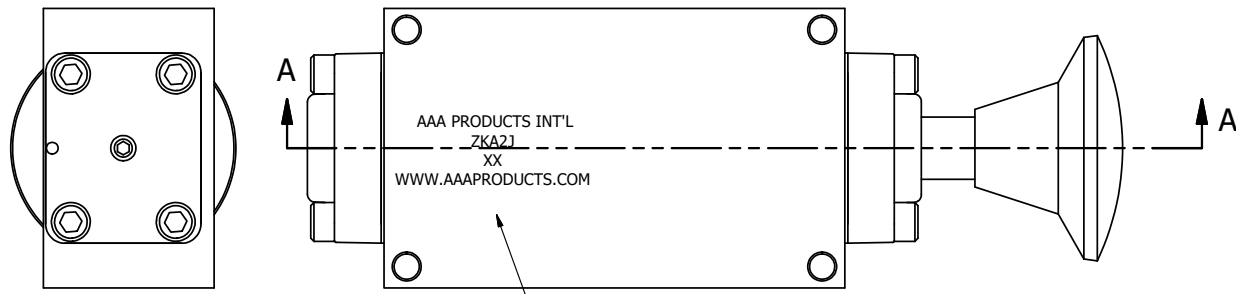 A
A
AAA PRODUCTS INT'L
ZKA2J
XX
WWW.AAAPRODUCTS.COM